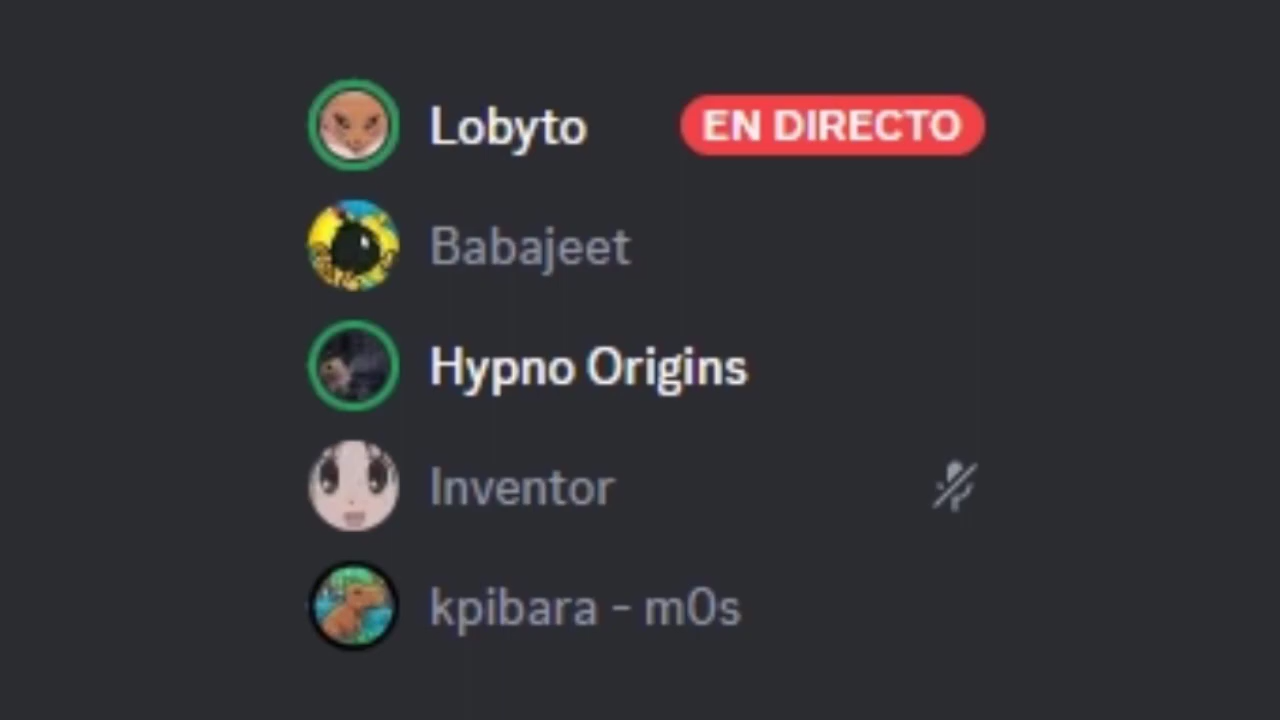 Lobyto EN DIRECTO
Babajeet
Hypno Origins
Inventor
kpibara - m0s